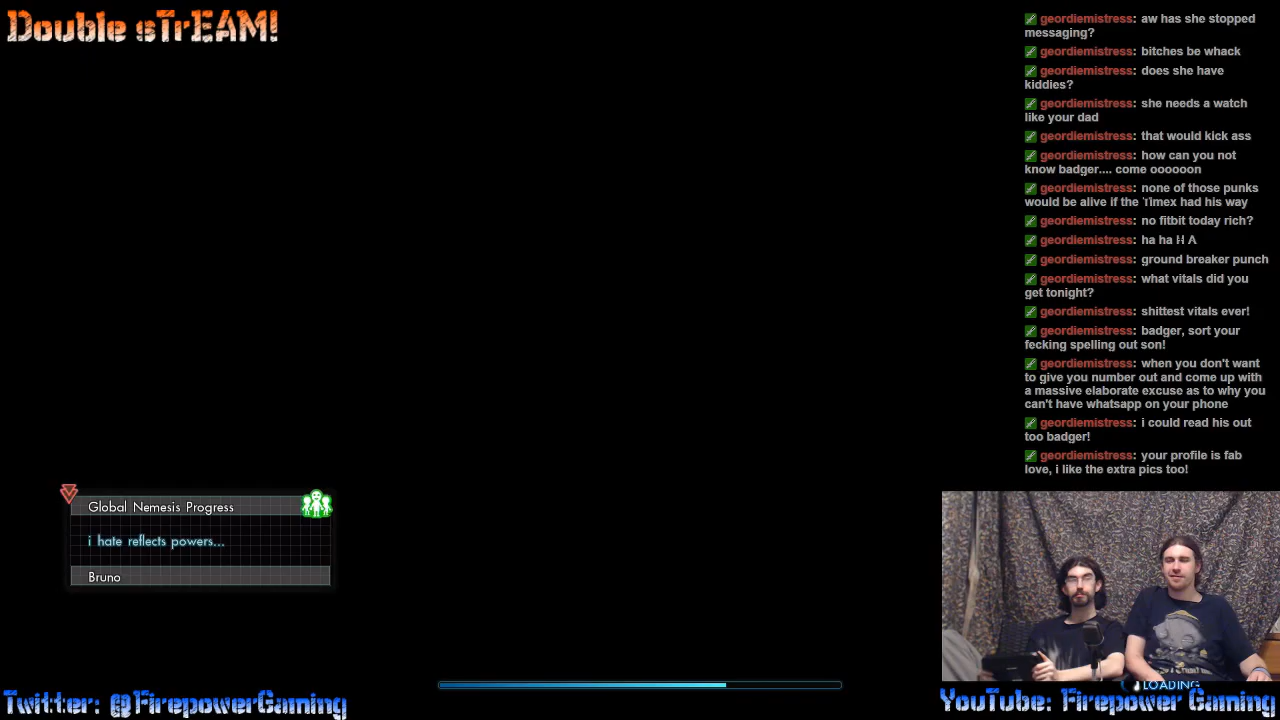 Double sTrEAM!
geordiemistress: aw has she stopped
messaging?
geordiemistress: bitches be whack
geordiemistress: does she have
kiddies?
geordiemistress: she needs a watch
like your dad
geordiemistress: that would kick ass
geordiemistress: how can you not
know badger.... come oooooon
geordiemistress: none of those punks
would be alive if the Timex had his way
geordiemistress: no fitbit today rich?
geordiemistress: ha ha H A
geordiemistress: ground breaker punch
geordiemistress: what vitals did you
get tonight?
geordiemistress: shittest vitals ever!
geordiemistress: badger, sort your
fecking spelling out son!
geordiemistress: when you don't want
to give you number out and come up with
a massive elaborate excuse as to why you
can't have whatsapp on your phone
geordiemistress: i could read his out
too badger!
geordiemistress: your profile is fab
love, i like the extra pics too!
Global Nemesis Progress
i hate reflects powers...
Bruno
LOADING
Twitter: @FirepowerGaming
YouTube: Firepower Gaming